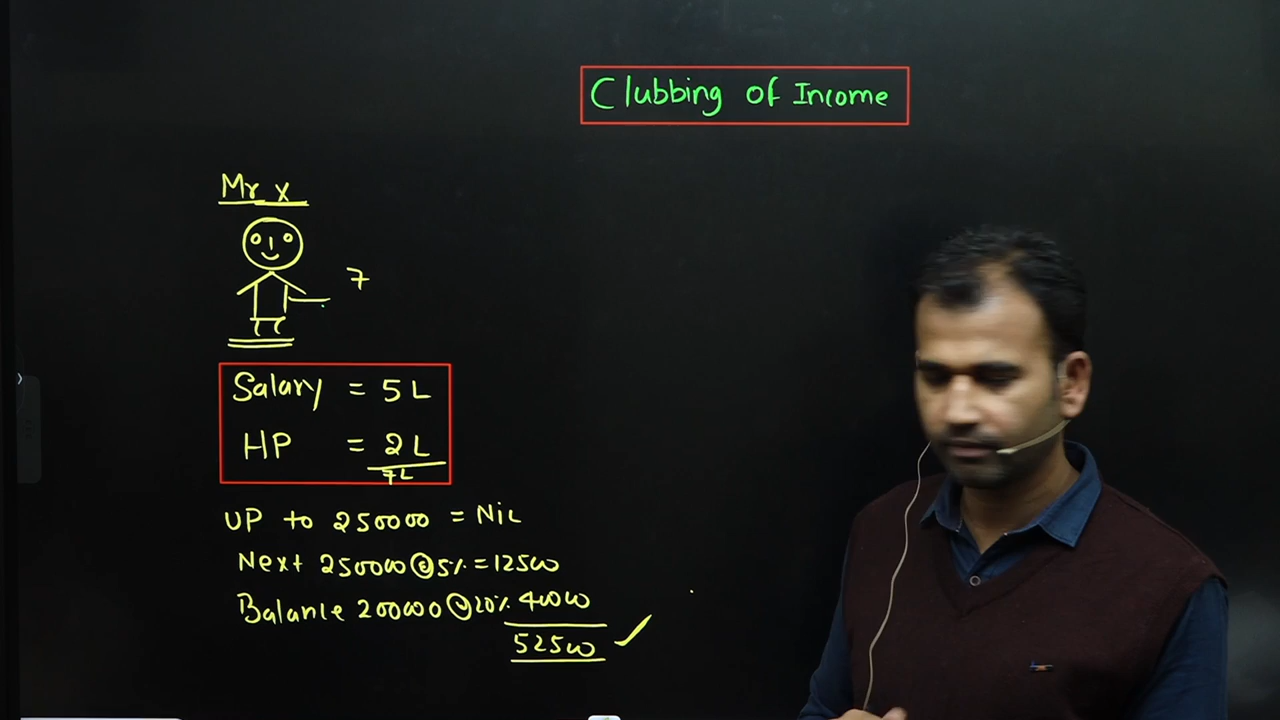 Clubbing of Income
Mr X
7
Salary = 5 L
HP = 2 L
7L
UP to 250000 = NiL
Next 250000 @ 5% = 12500
Balance 200000 @ 20% 40000
52500